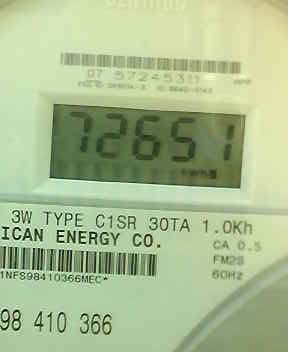 07 57245311
72651
3W TYPE C1SR 30TA 1.0Kh
ICAN ENERGY CO.
CA 0.5
FM2S
60Hz
1NFS98410366MEC*
98 410 366